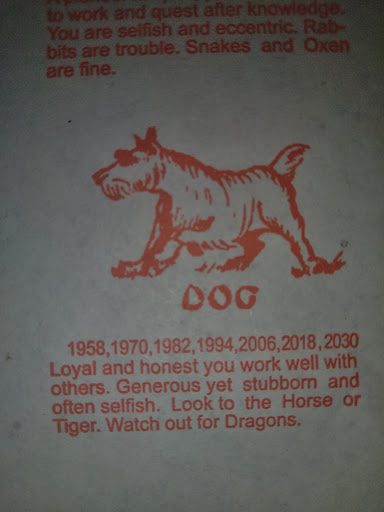 to work and quest after knowledge.
You are selfish and eccentric. Rab-
bits are trouble. Snakes and Oxen
are fine.
DOG
1958,1970,1982,1994,2006,2018,2030
Loyal and honest you work well with
others. Generous yet stubborn and
often selfish. Look to the Horse or
Tiger. Watch out for Dragons.